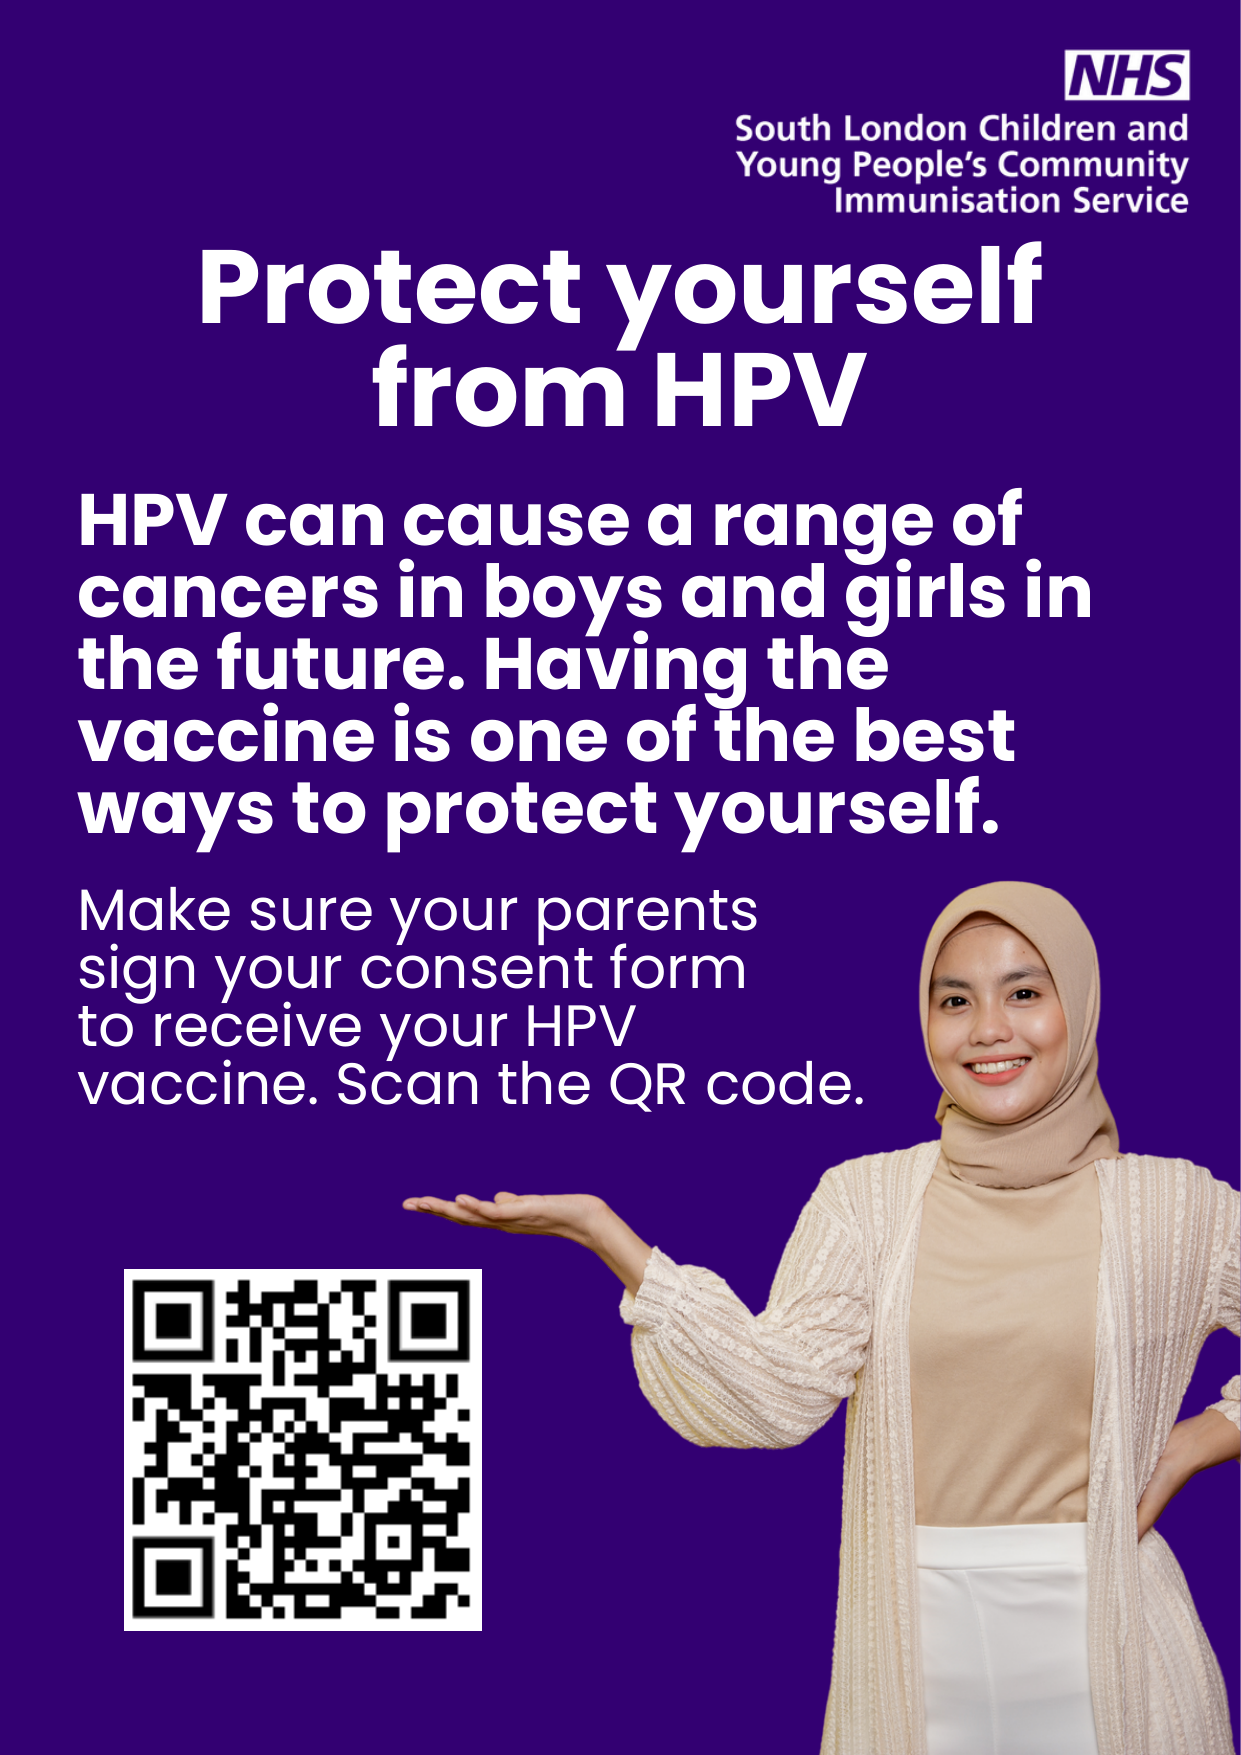 NHS
South London Children and
Young People's Community
Immunisation Service
Protect yourself
from HPV
HPV can cause a range of
cancers in boys and girls in
the future. Having the
vaccine is one of the best
ways to protect yourself.
Make sure your parents
sign your consent form
to receive your HPV
vaccine. Scan the QR code.